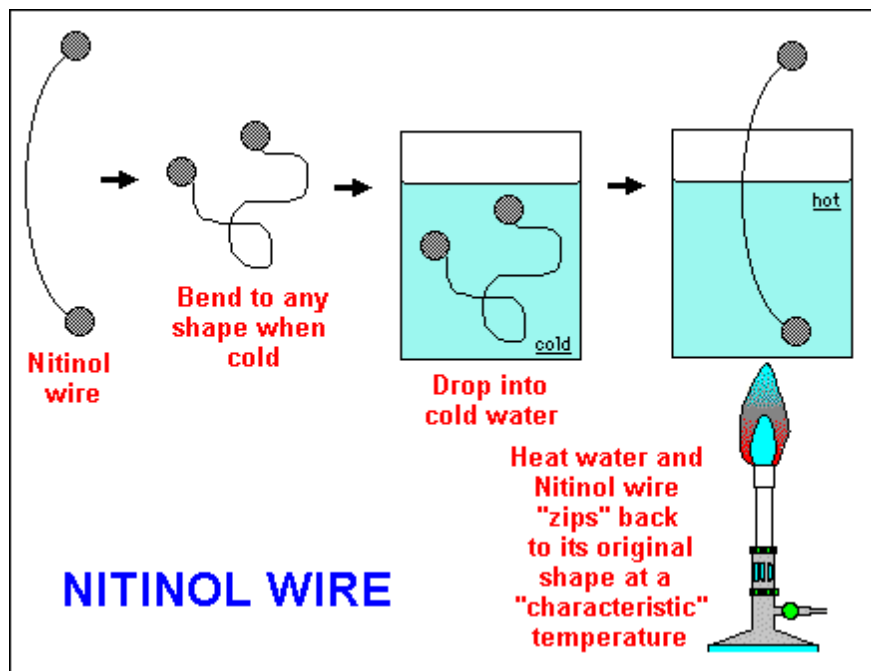 Nitinol
wire
Bend to any
shape when
cold
cold
Drop into
cold water
hot
Heat water and
Nitinol wire
"zips" back
to its original
shape at a
"characteristic"
temperature
NITINOL WIRE